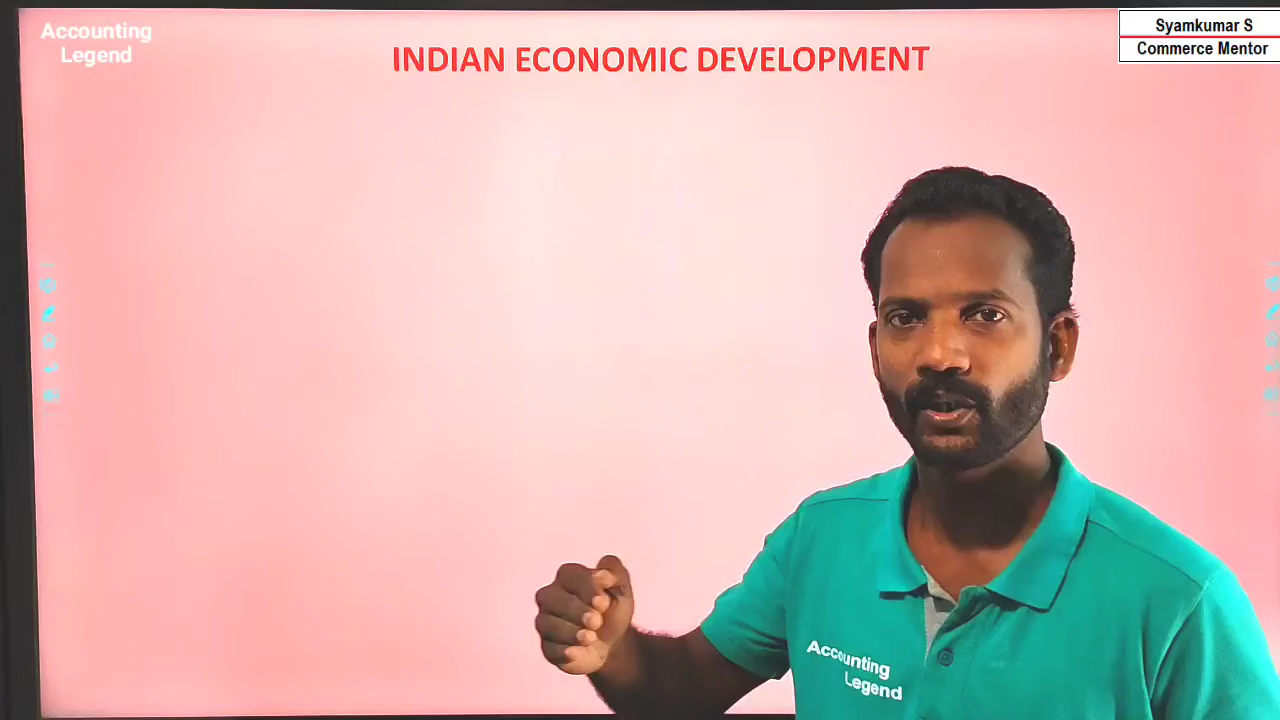 Accounting
Legend
INDIAN ECONOMIC DEVELOPMENT
Syamkumar S
Commerce Mentor
Accounting
Legend